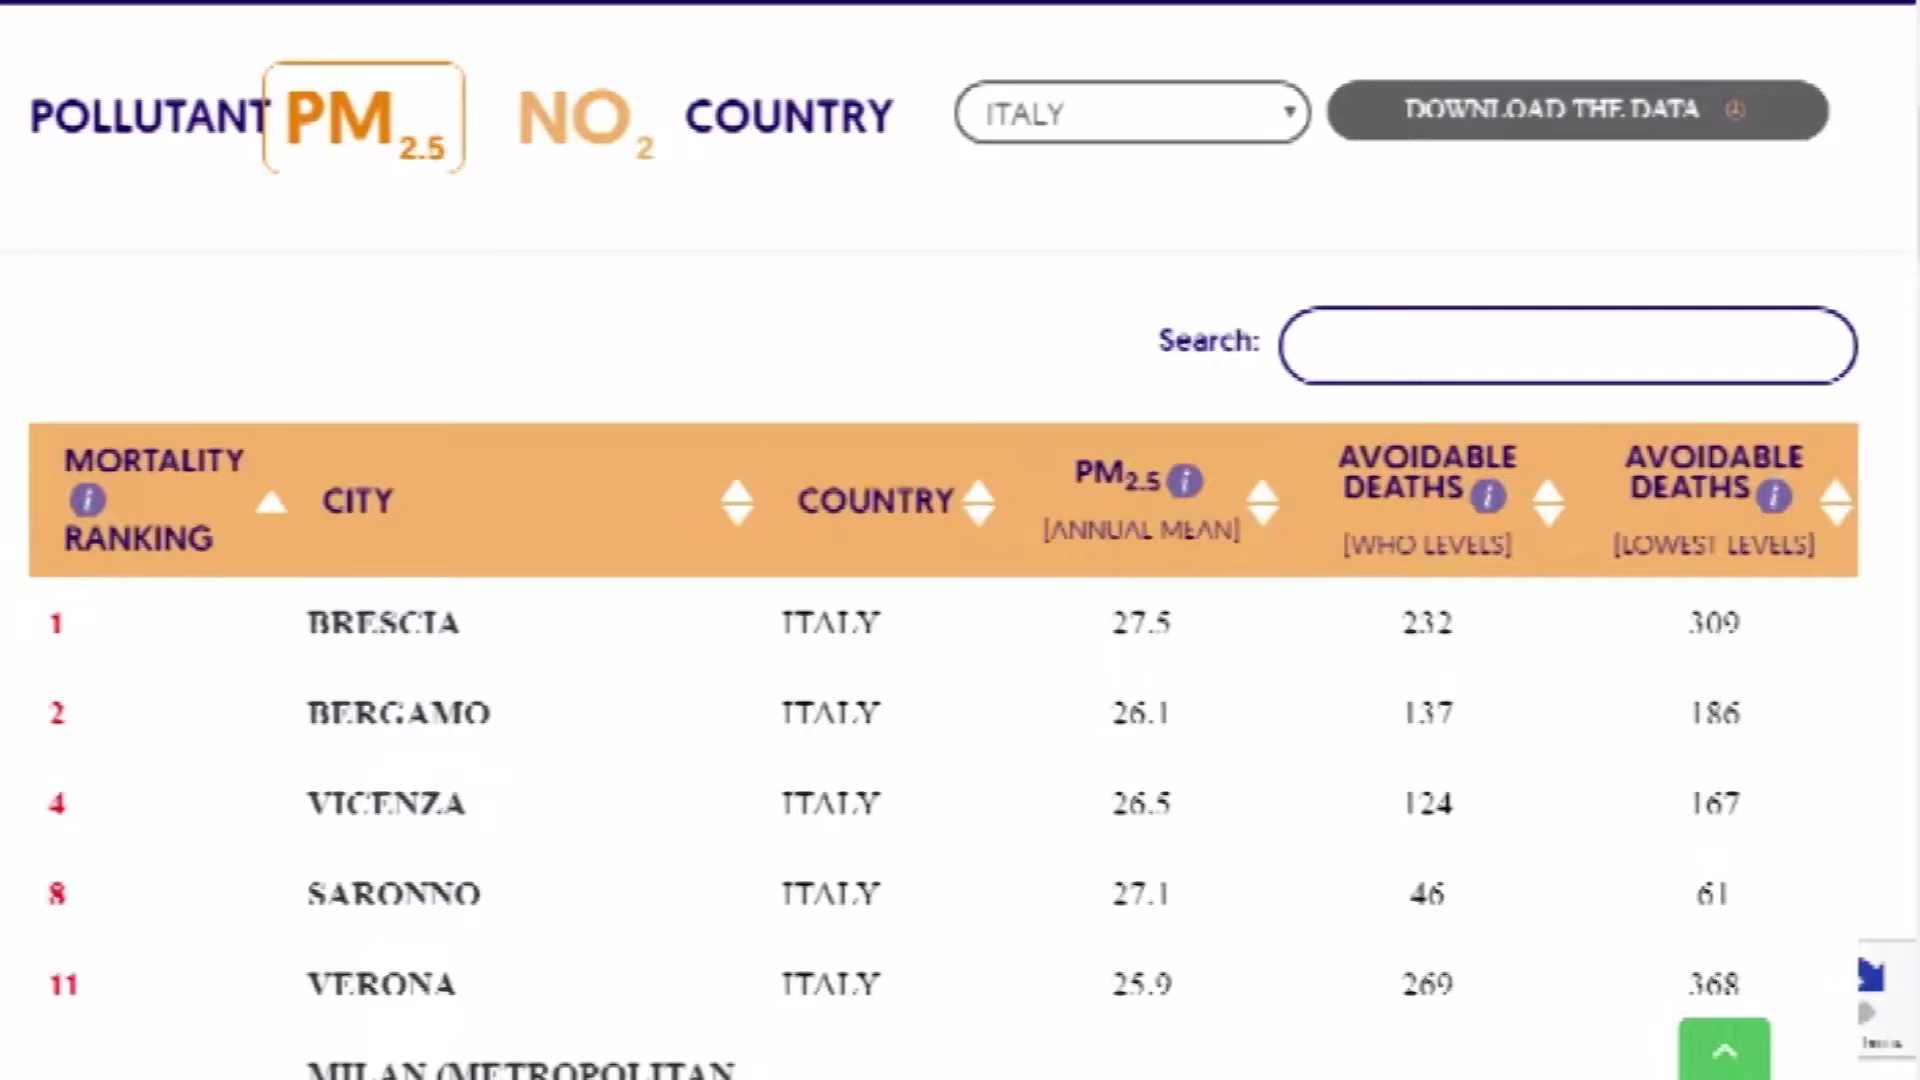 POLLUTANT PM2.5 NO2 COUNTRY ITALY DOWNLOAD THE DATA
Search:
MORTALITY RANKING CITY COUNTRY PM2.5 [ANNUAL MEAN] AVOIDABLE DEATHS [WHO LEVELS] AVOIDABLE DEATHS [LOWEST LEVELS]
1 BRESCIA ITALY 27.5 232 309
2 BERGAMO ITALY 26.1 137 186
4 VICENZA ITALY 26.5 124 167
8 SARONNO ITALY 27.1 46 61
11 VERONA ITALY 25.9 269 368
MILAN (METROPOLITAN